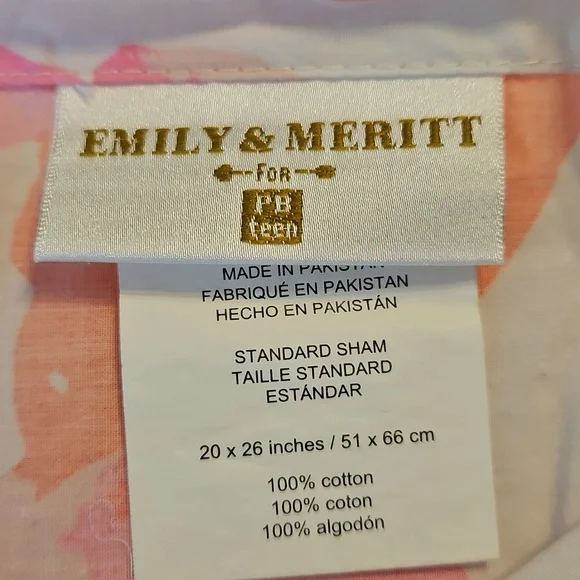 EMILY & MERITT
FOR
PB
teen
MADE IN PAKISTAN
FABRIQUÉ EN PAKISTAN
HECHO EN PAKISTÁN
STANDARD SHAM
TAILLE STANDARD
ESTÁNDAR
20 x 26 inches / 51 x 66 cm
100% cotton
100% coton
100% algodón